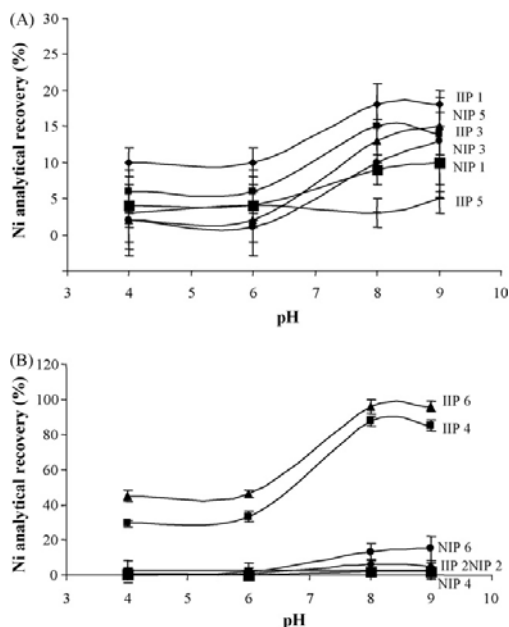 (A)
Ni analytical recovery (%)
30
25
20
15
10
5
0
3 4 5 6 7 8 9 10
pH
IIP 1
NIP 5
IIP 3
NIP 3
NIP 1
IIP 5
(B)
Ni analytical recovery (%)
120
100
80
60
40
20
0
3 4 5 6 7 8 9 10
pH
IIP 6
IIP 4
NIP 6
IIP 2NIP 2
NIP 4